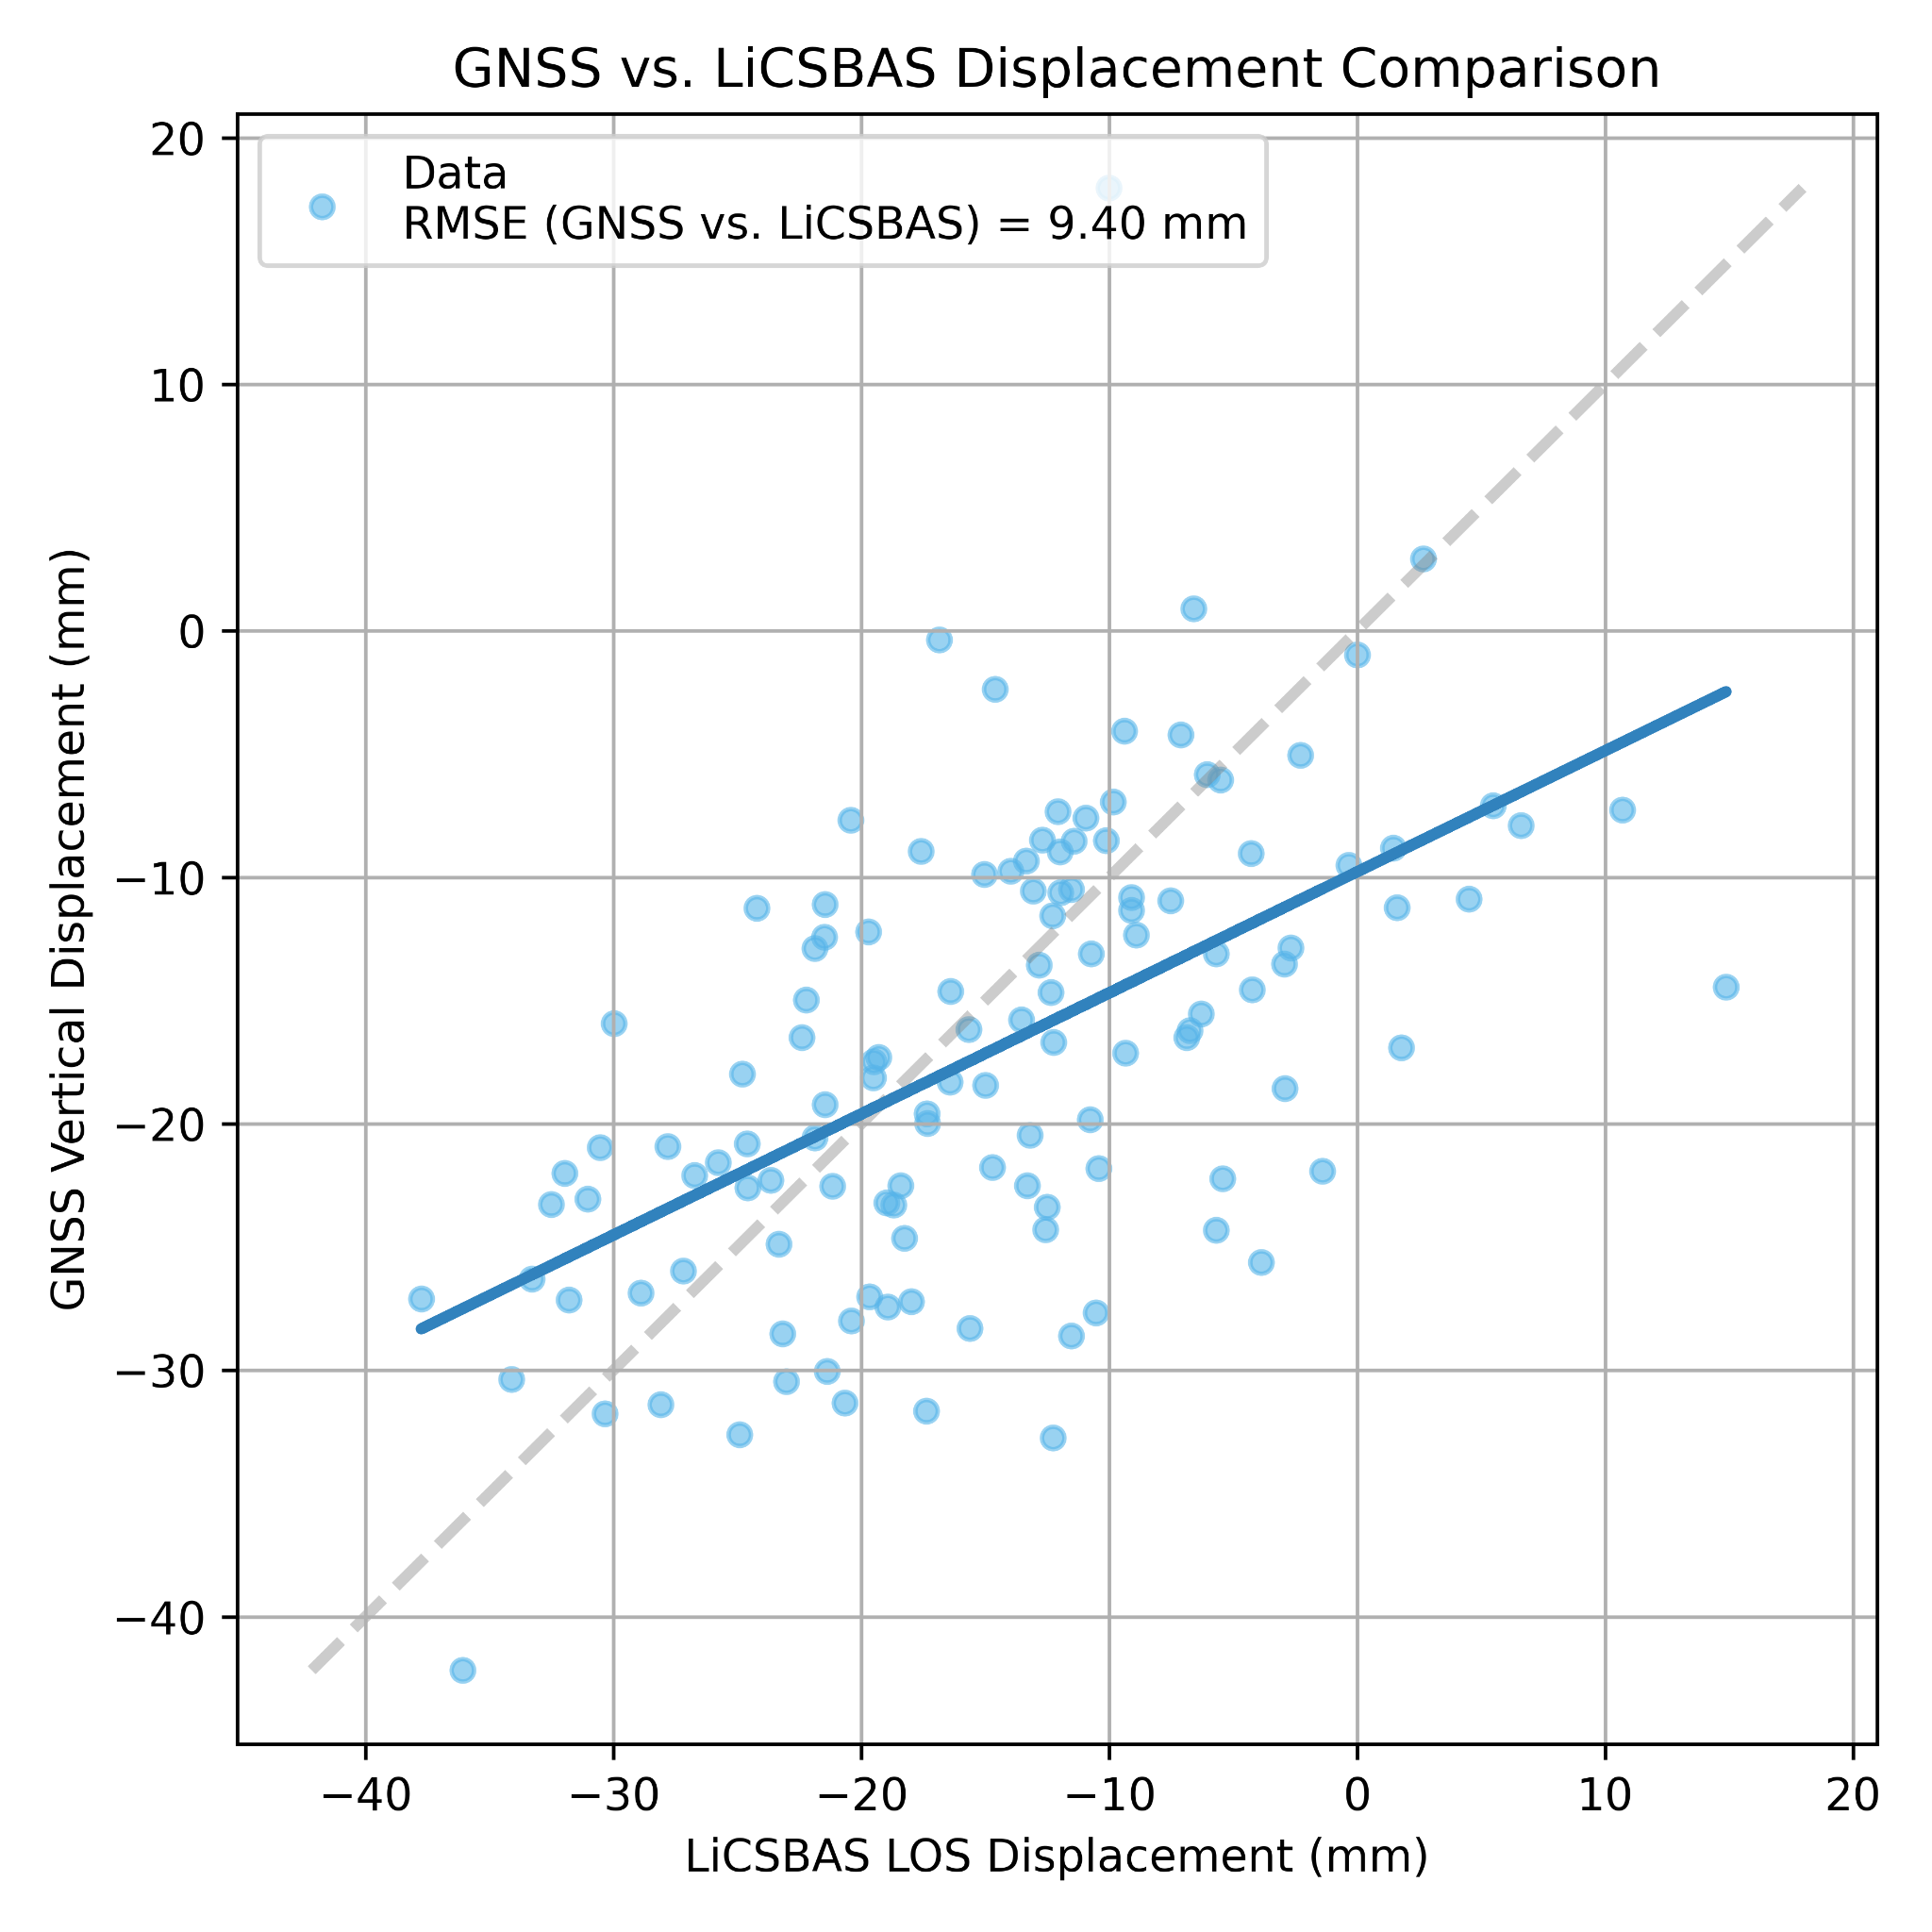 GNSS vs. LiCSBAS Displacement Comparison
Data
RMSE (GNSS vs. LiCSBAS) = 9.40 mm
GNSS Vertical Displacement (mm)
20
10
0
−10
−20
−30
−40
−40 −30 −20 −10 0 10 20
LiCSBAS LOS Displacement (mm)